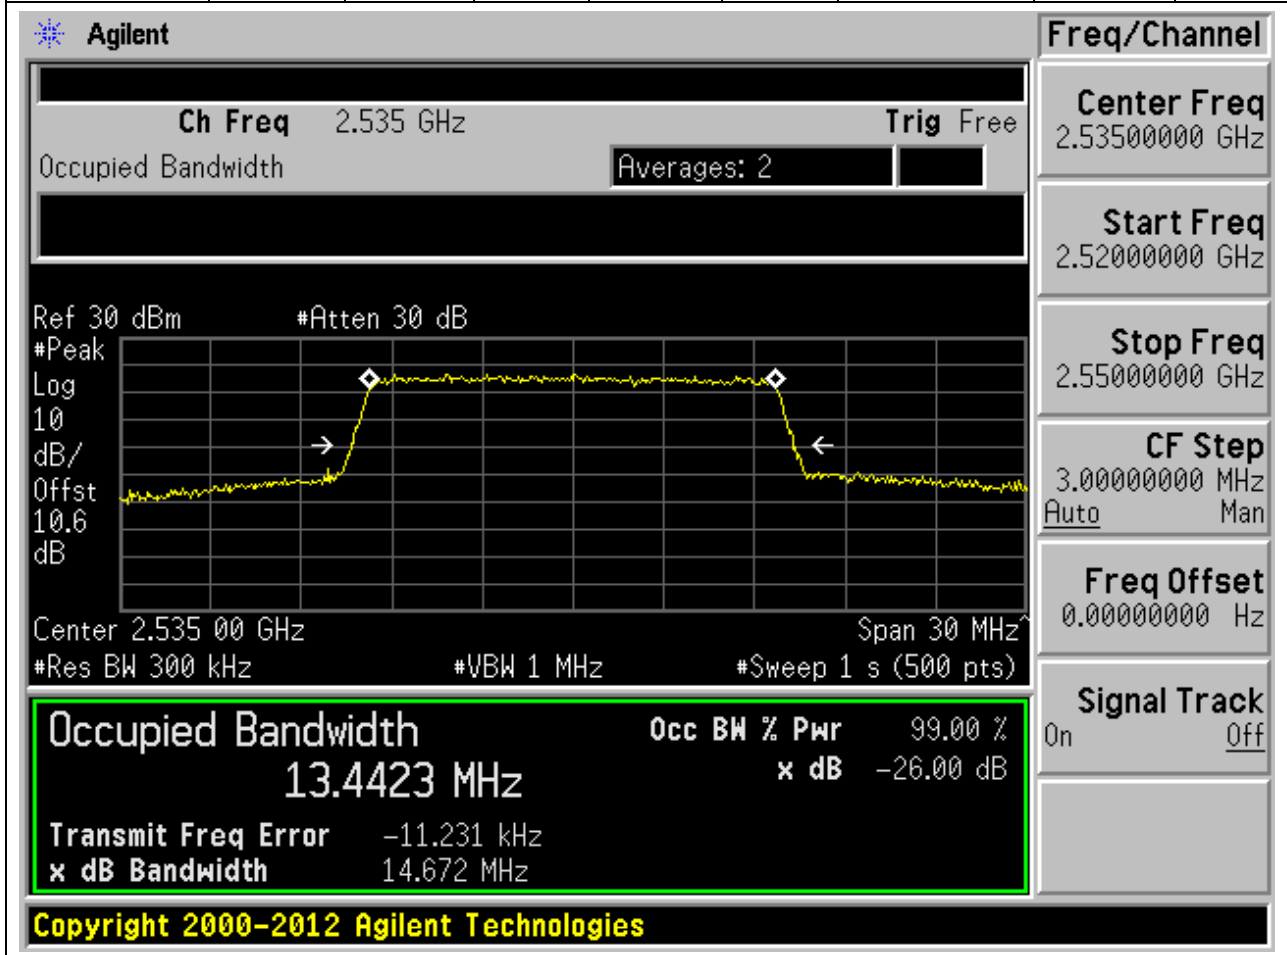 Agilent
Freq/Channel
Ch Freq 2.535 GHz Trig Free
Occupied Bandwidth Averages: 2
Center Freq
2.53500000 GHz
Start Freq
2.52000000 GHz
Stop Freq
2.55000000 GHz
CF Step
3.00000000 MHz
Auto Man
Freq Offset
0.00000000 Hz
Signal Track
On Off
Ref 30 dBm #Atten 30 dB
#Peak
Log
10
dB/
Offst
10.6
dB
Center 2.535 00 GHz Span 30 MHz^
#Res BW 300 kHz #VBW 1 MHz #Sweep 1 s (500 pts)
Occupied Bandwidth Occ BW % Pwr 99.00 %
13.4423 MHz x dB -26.00 dB
Transmit Freq Error -11.231 kHz
x dB Bandwidth 14.672 MHz
Copyright 2000-2012 Agilent Technologies